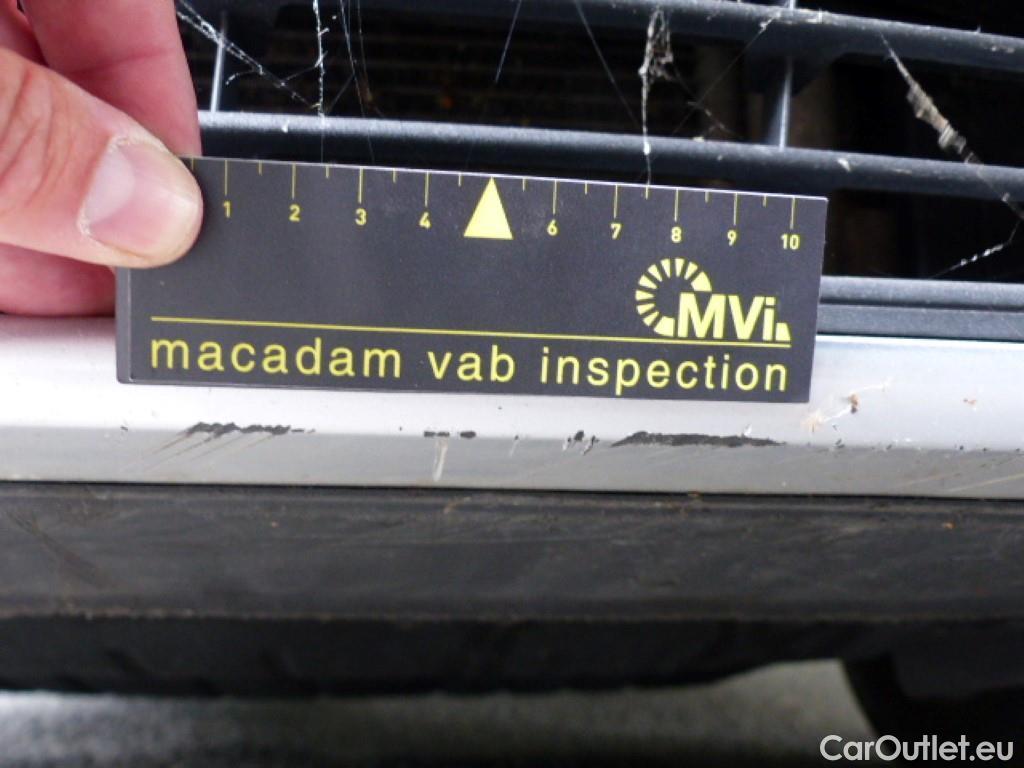 1 2 3 4 6 7 8 9 10
MVi
macadam vab inspection
CarOutlet.eu